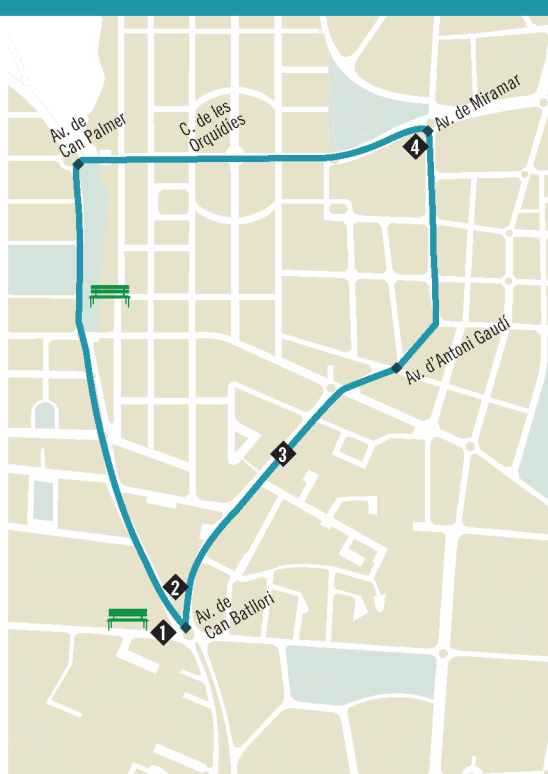 Av. de
Can Palmer
C. de les
Orquídies
Av. de Miramar
4
Av. d'Antoni Gaudí
3
2
Av. de
Can Batllori
1